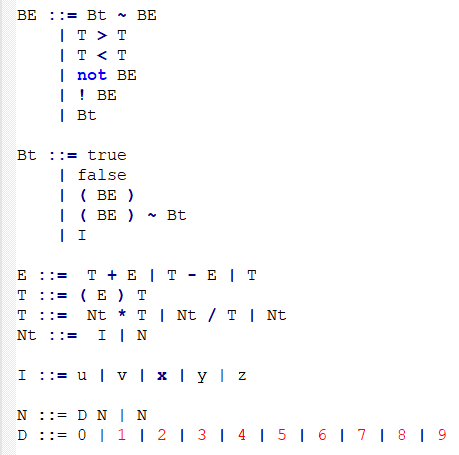 BE ::= Bt ~ BE
| T > T
| T < T
| not BE
| ! BE
| Bt
Bt ::= true
| false
| ( BE )
| ( BE ) ~ Bt
| I
E ::= T + E | T - E | T
T ::= ( E ) T
T ::= Nt * T | Nt / T | Nt
Nt ::= I | N
I ::= u | v | x | y | z
N ::= D N | N
D ::= 0 | 1 | 2 | 3 | 4 | 5 | 6 | 7 | 8 | 9